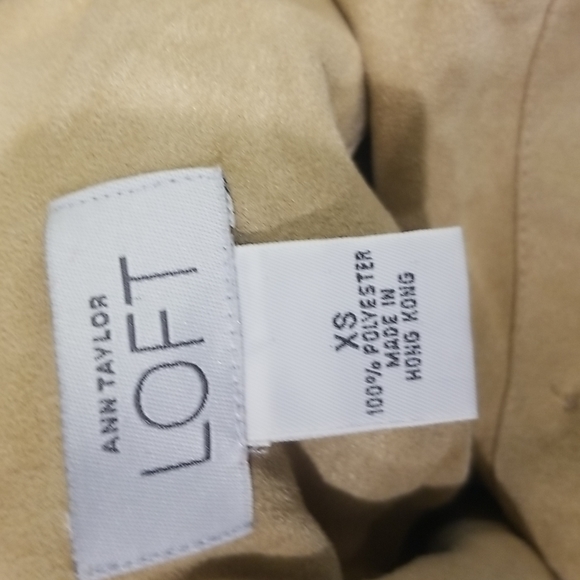 ANN TAYLOR
LOFT
XS
100% POLYESTER
MADE IN
HONG KONG